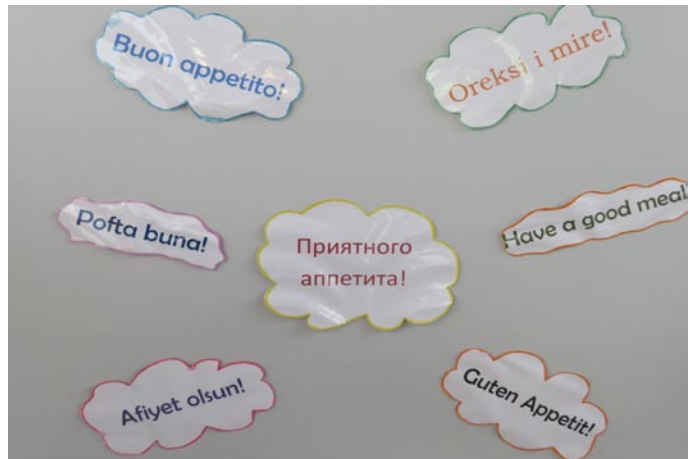 Buon appetito!
Oreksi i mire!
Pofta buna!
Приятного
аппетита!
Have a good meal!
Afiyet olsun!
Guten Appetit!